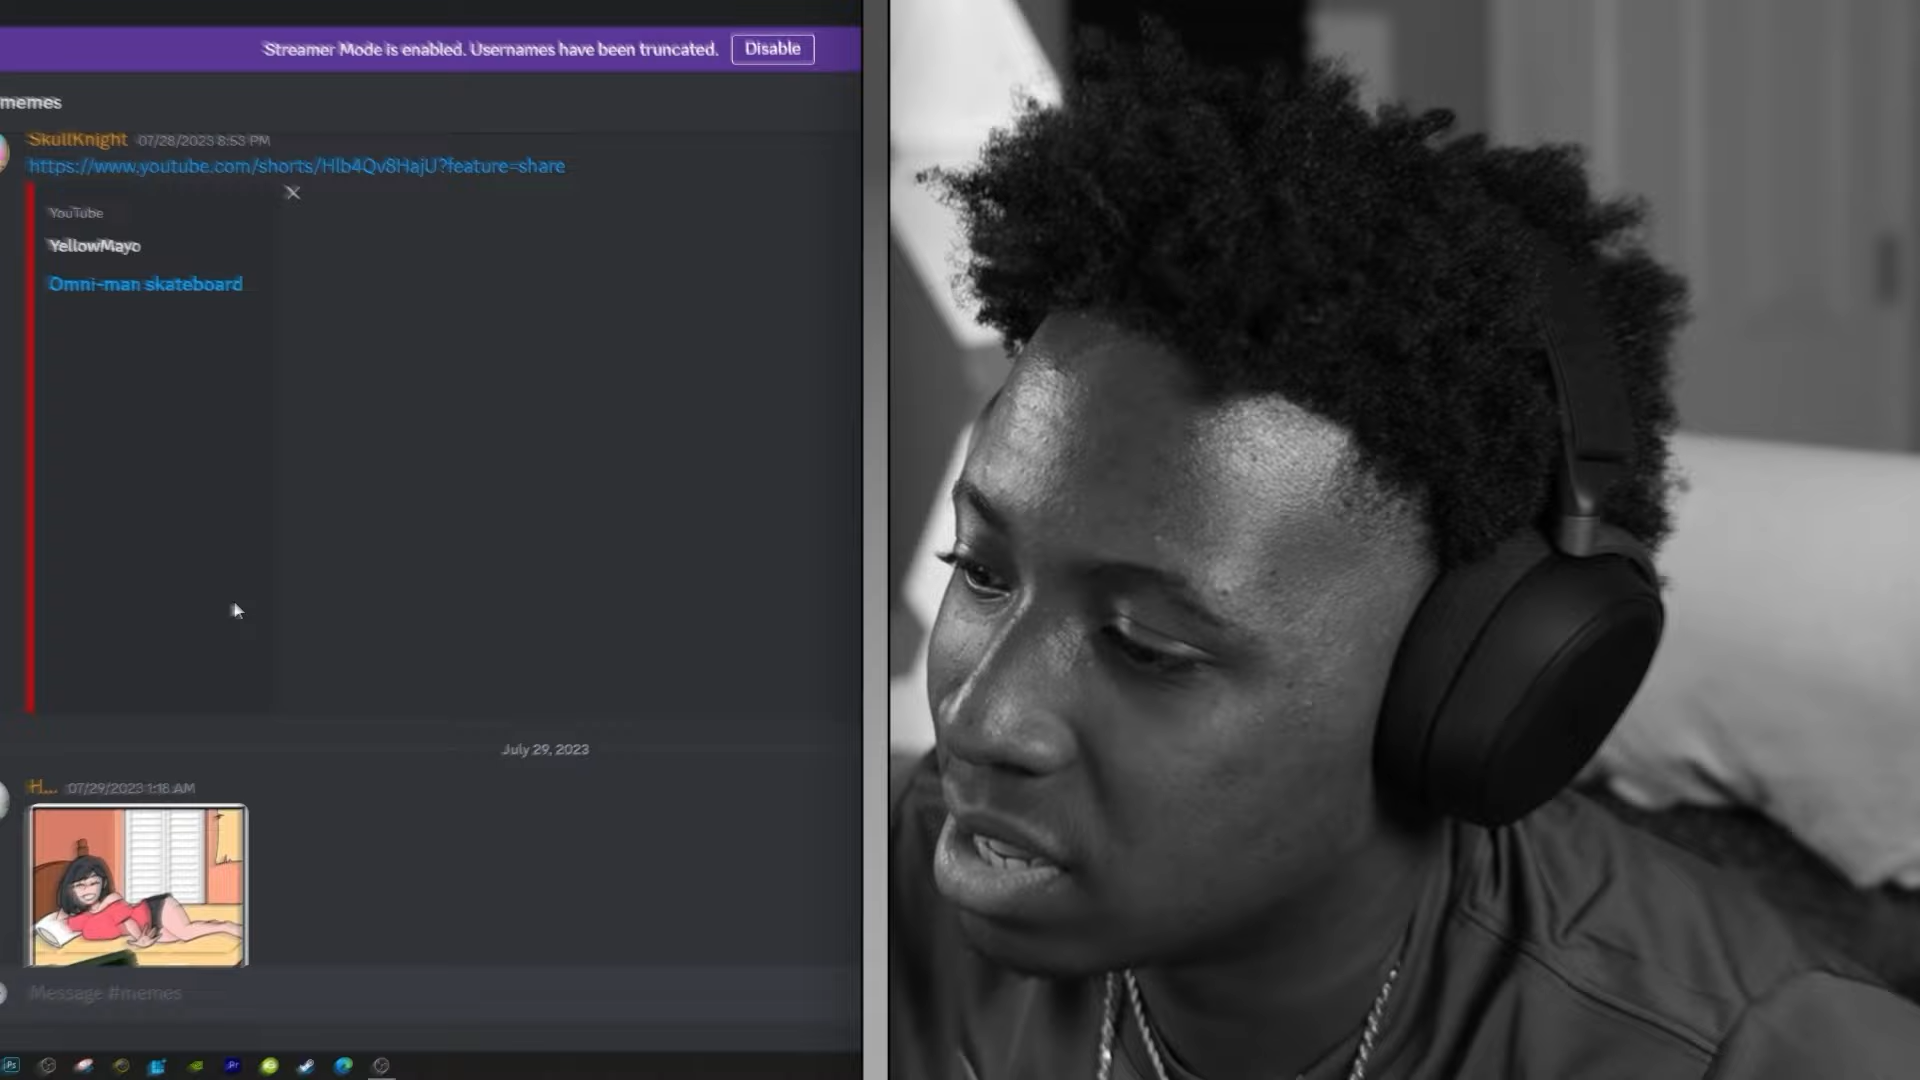 Streamer Mode is enabled. Usernames have been truncated.
Disable
memes
SkullKnight 07/28/2023 8:53 PM
https://www.youtube.com/shorts/Hlb4Qv8HajU?feature=share
YouTube
YellowMayo
Omni-man skateboard
July 29, 2023
H... 07/29/2023 1:18 AM
Message #memes
Ps
Pr